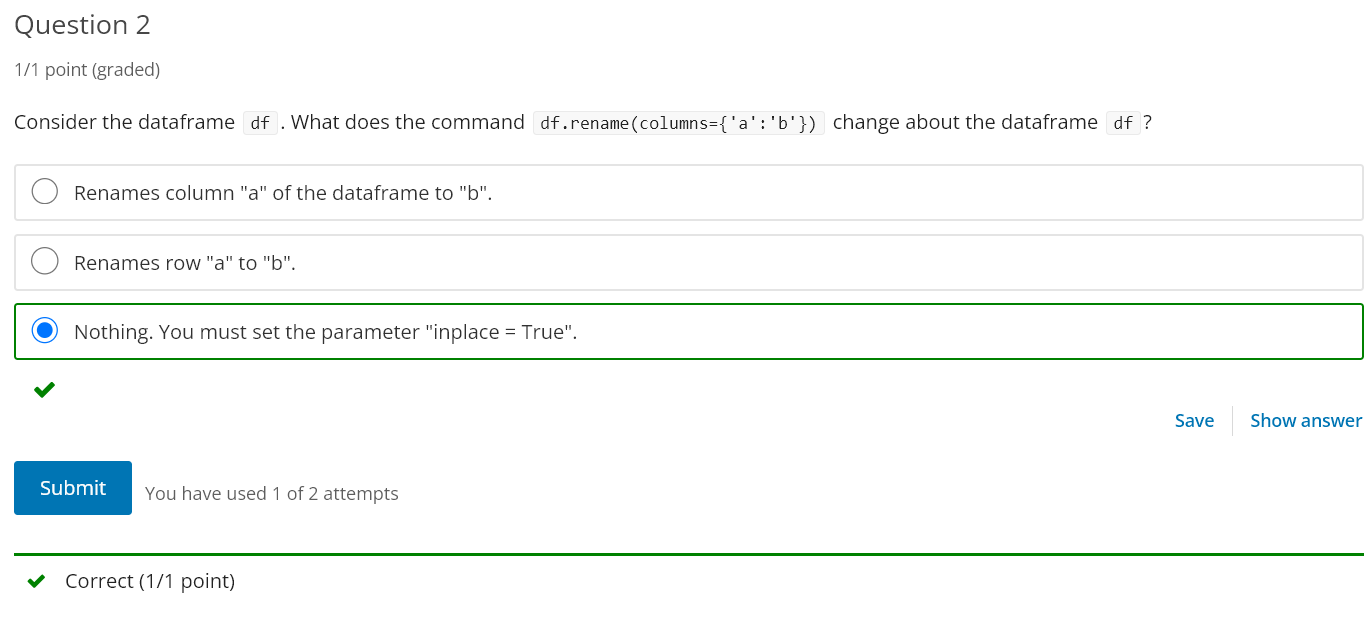 Question 2
1/1 point (graded)
Consider the dataframe df. What does the command df.rename(columns={'a':'b'}) change about the dataframe df?
Renames column "a" of the dataframe to "b".
Renames row "a" to "b".
Nothing. You must set the parameter "inplace = True".
Save Show answer
Submit You have used 1 of 2 attempts
Correct (1/1 point)